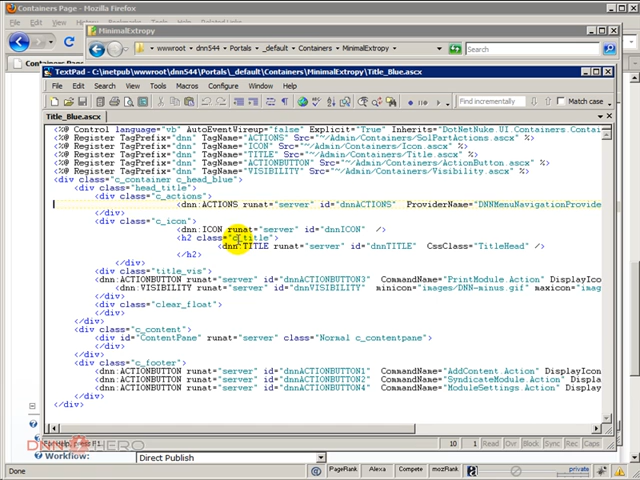 Containers Page - Mozilla Firefox
File Edit
MinimalExtropy
wwwroot dnn544 Portals _default Containers MinimalExtropy
Search
Containers Page
TextPad - C:\inetpub\wwwroot\dnn544\Portals\_default\Containers\MinimalExtropy\Title_Blue.ascx
File Edit Search View Tools Macros Configure Window Help
Find incrementally Match case
Title_Blue.ascx
<%@ Control language="vb" AutoEventWireup="false" Explicit="True" Inherits="DotNetNuke.UI.Containers.Conta
<%@ Register TagPrefix="dnn" TagName="ACTIONS" Src="~/Admin/Containers/SolPartActions.ascx" %>
<%@ Register TagPrefix="dnn" TagName="ICON" Src="~/Admin/Containers/Icon.ascx" %>
<%@ Register TagPrefix="dnn" TagName="TITLE" Src="~/Admin/Containers/Title.ascx" %>
<%@ Register TagPrefix="dnn" TagName="ACTIONBUTTON" Src="~/Admin/Containers/ActionButton.ascx" %>
<%@ Register TagPrefix="dnn" TagName="VISIBILITY" Src="~/Admin/Containers/Visibility.ascx" %>
<div class="c_container c_head_blue">
<div class="head_title">
<div class="c_actions">
<dnn:ACTIONS runat="server" id="dnnACTIONS" ProviderName="DNNMenuNavigationProvide
</div>
<div class="c_icon">
<dnn:ICON runat="server" id="dnnICON" />
<h2 class="c_title">
<dnn:TITLE runat="server" id="dnnTITLE" CssClass="TitleHead" />
</h2>
<div class="title_vis">
<dnn:ACTIONBUTTON runat="server" id="dnnACTIONBUTTON3" CommandName="PrintModule.Action" DisplayIco
<dnn:VISIBILITY runat="server" id="dnnVISIBILITY" minicon="images/DNN-minus.gif" maxicon="imag
</div>
<div class="clear_float">
</div>
</div>
<div class="c_content">
<div id="ContentPane" runat="server" class="Normal c_contentpane">
</div>
</div>
<div class="c_footer">
<dnn:ACTIONBUTTON runat="server" id="dnnACTIONBUTTON1" CommandName="AddContent.Action" DisplayIcon
<dnn:ACTIONBUTTON runat="server" id="dnnACTIONBUTTON2" CommandName="SyndicateModule.Action" Displa
<dnn:ACTIONBUTTON runat="server" id="dnnACTIONBUTTON4" CommandName="ModuleSettings.Action" Display
</div>
</div>
For Help, press F1
10 1 Read Ovr Block Sync Rec Caps
DNN HERO
Workflow: Direct Publish
Done PageRank Alexa Compete mozRank private